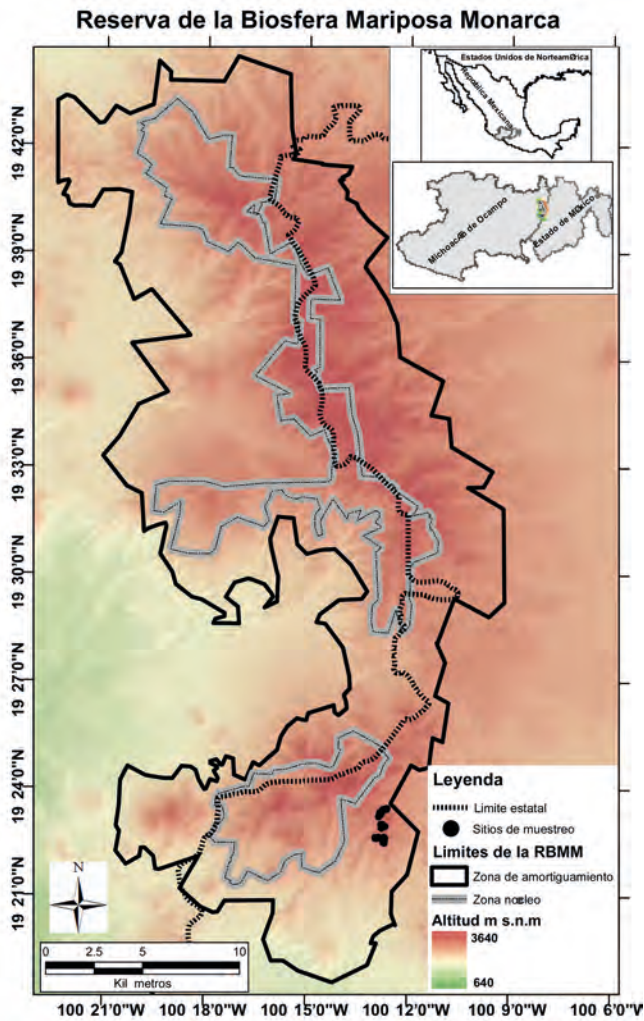 Reserva de la Biosfera Mariposa Monarca
Estados Unidos de Norteamérica
República Mexicana
Michoacán de Ocampo
Estado de México
19 42'0"N
19 39'0"N
19 36'0"N
19 33'0"N
19 30'0"N
19 27'0"N
19 24'0"N
19 21'0"N
Leyenda
Limite estatal
Sitios de muestreo
Limites de la RBMM
Zona de amortiguamiento
Zona núcleo
Altitud m s.n.m
3640
640
N
0 2.5 5 10
Kil metros
100 21'0"W 100 18'0"W 100 15'0"W 100 12'0"W 100 9'0"W 100 6'0"W